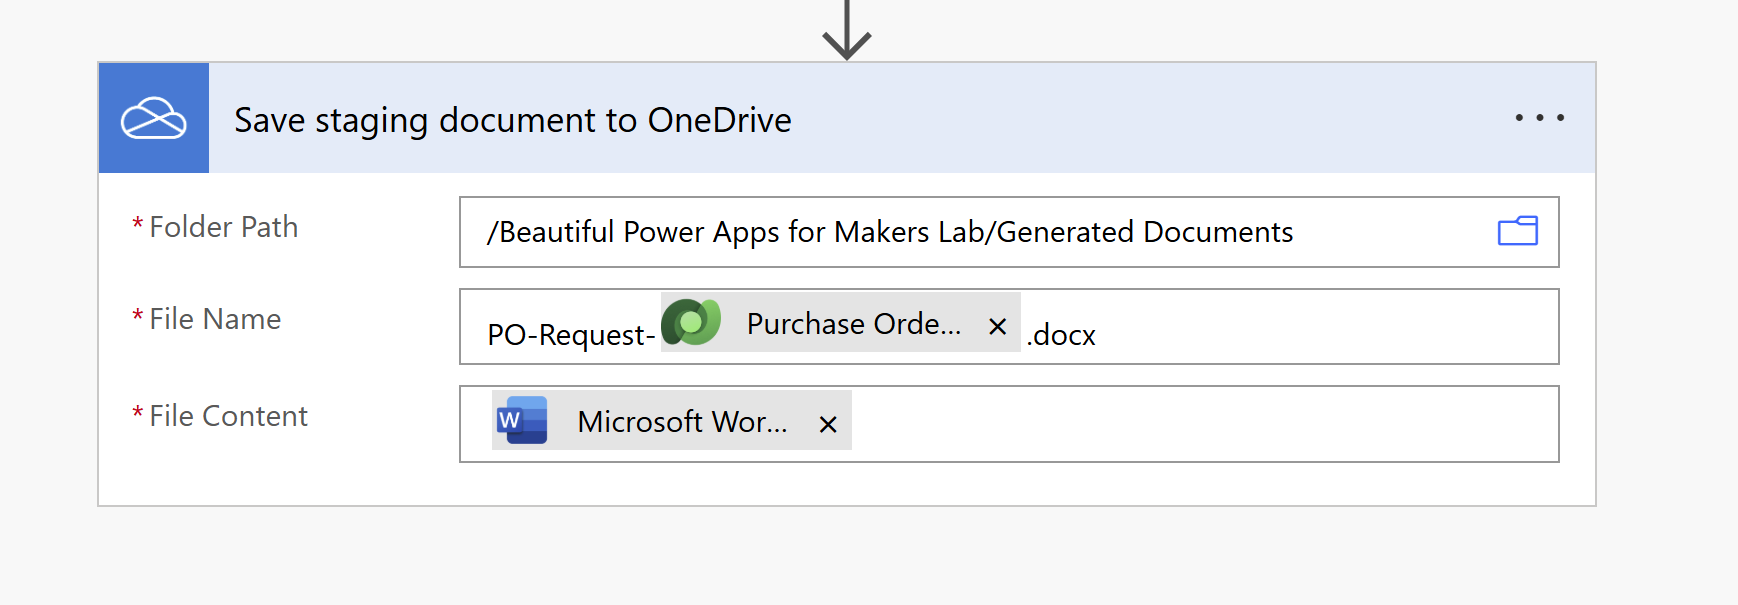 Save staging document to OneDrive
* Folder Path /Beautiful Power Apps for Makers Lab/Generated Documents
* File Name PO-Request- Purchase Orde... × .docx
* File Content W Microsoft Wor... ×